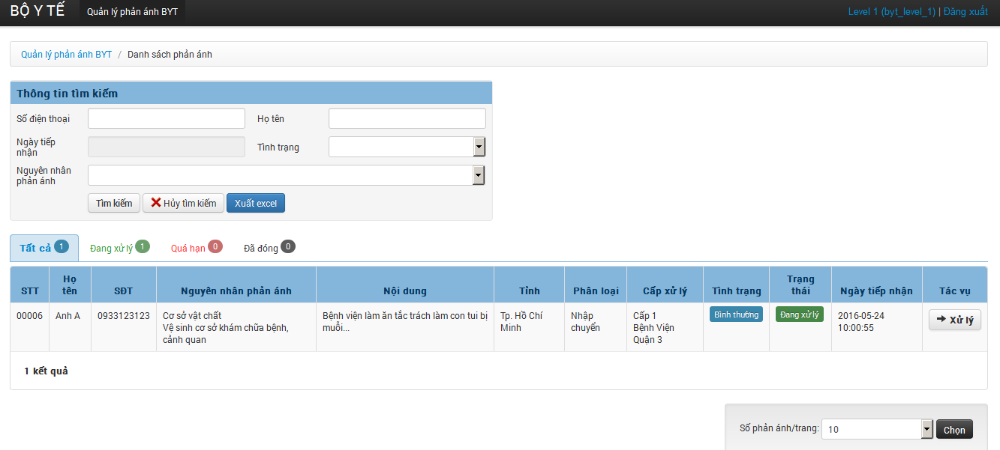 BỘ Y TẾ Quản lý phản ánh BYT Level 1 (byt_level_1) | Đăng xuất
Quản lý phản ánh BYT / Danh sách phản ánh
Thông tin tìm kiếm
Số điện thoại Họ tên
Ngày tiếp
nhận
Tình trạng
Nguyên nhân
phản ánh
Tìm kiếm Hủy tìm kiếm Xuất excel
Tất cả 1 Đang xử lý 1 Quá hạn 0 Đã đóng 0
STT Họ tên SĐT Nguyên nhân phản ánh Nội dung Tỉnh Phân loại Cấp xử lý Tình trạng Trạng thái Ngày tiếp nhận Tác vụ
00006 Anh A 0933123123 Cơ sở vật chất Bệnh viện làm ăn tắc trách làm con tui bị Tp. Hồ Chí Nhập Cấp 1 Bình thường Đang xử lý 2016-05-24 Xử lý
Vệ sinh cơ sở khám chữa bệnh, muỗi... Minh chuyển Bệnh Viện 10:00:55
cảnh quan Quận 3
1 kết quả
Số phản ánh/trang: 10 Chọn